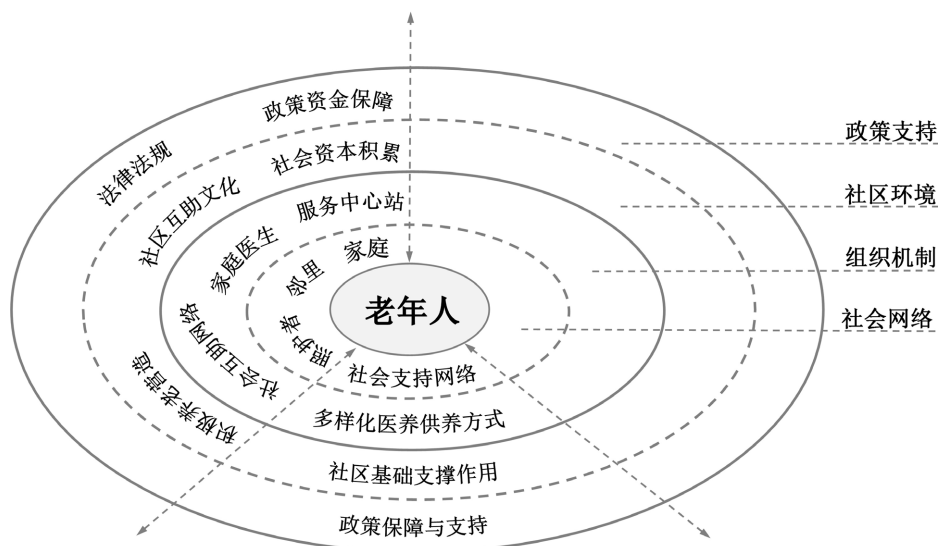 政策资金保障
法律法规
社会资本积累
社区互助文化
服务中心站
家庭医生
家庭
邻里
老年人
照护者
社会互助网络
积极养老营造
社会支持网络
多样化医养供养方式
社区基础支撑作用
政策保障与支持
政策支持
社区环境
组织机制
社会网络